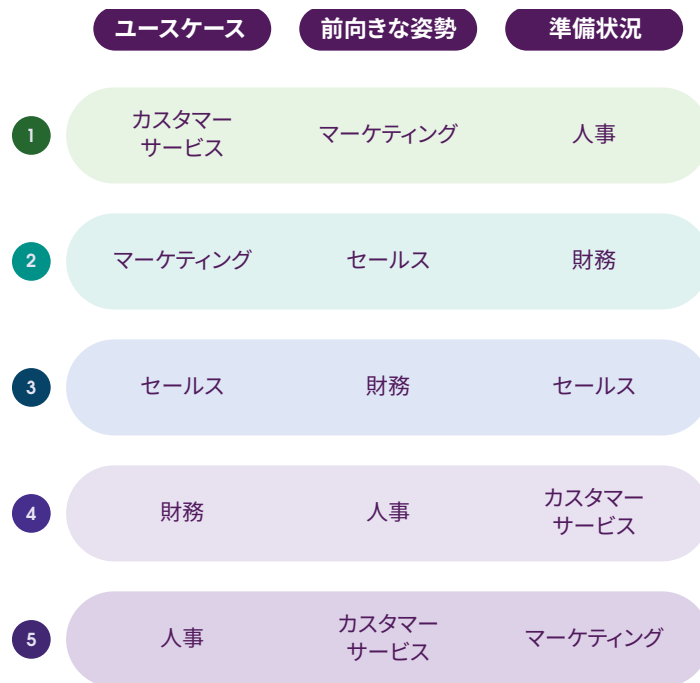 ユースケース 前向きな姿勢 準備状況
1 カスタマー
サービス マーケティング 人事
2 マーケティング セールス 財務
3 セールス 財務 セールス
4 財務 人事 カスタマー
サービス
5 人事 カスタマー
サービス マーケティング